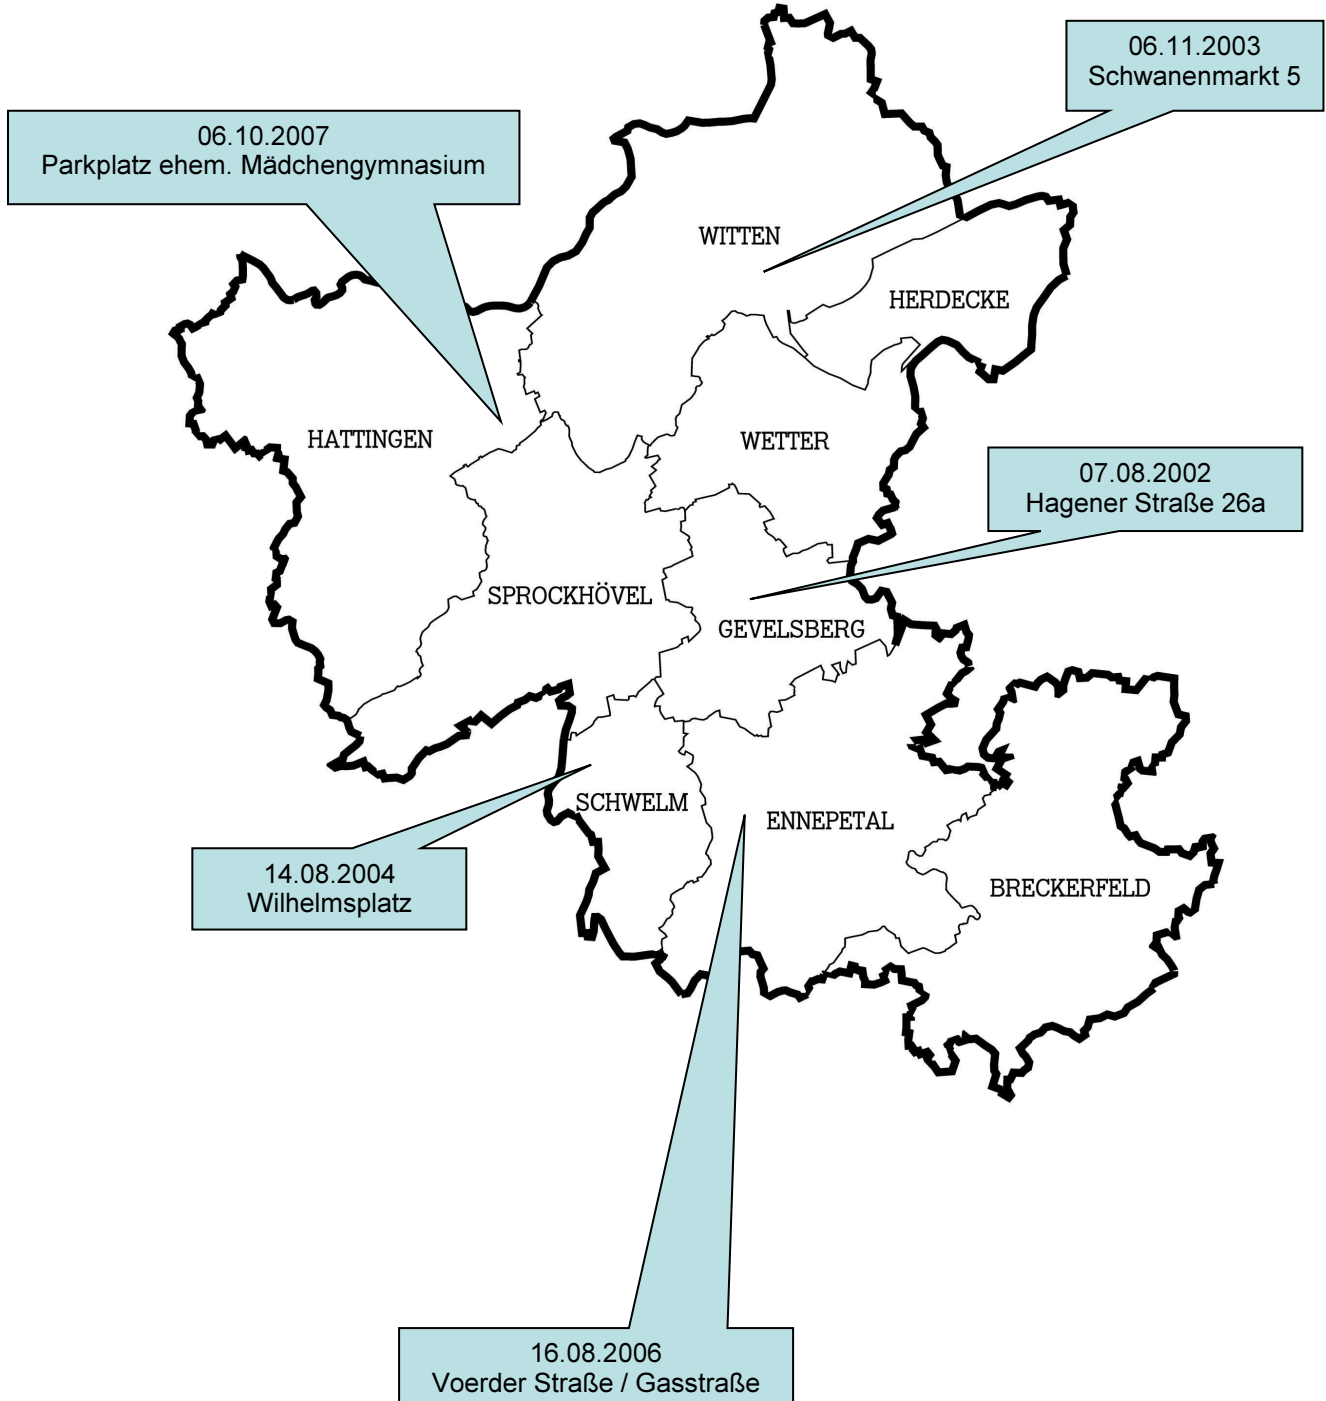 06.11.2003
Schwanenmarkt 5
06.10.2007
Parkplatz ehem. Mädchengymnasium
WITTEN
HERDECKE
HATTINGEN
WETTER
07.08.2002
Hagener Straße 26a
SPROCKHÖVEL
GEVELSBERG
SCHWELM
ENNEPETAL
14.08.2004
Wilhelmsplatz
BRECKERFELD
16.08.2006
Voerder Straße / Gasstraße